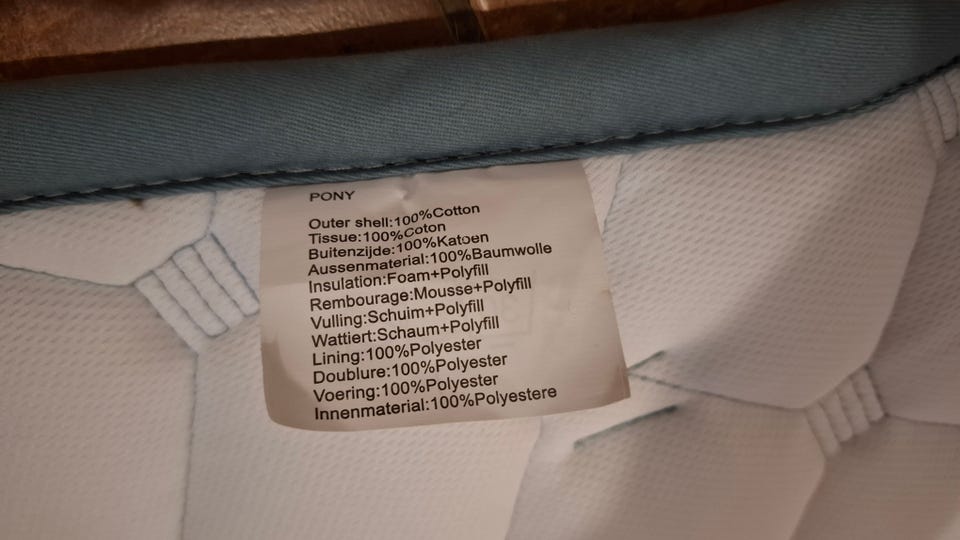 PONY
Outer shell:100%Cotton
Tissue:100%Coton
Buitenzijde:100%Katoen
Aussenmaterial:100%Baumwolle
Insulation:Foam+Polyfill
Rembourage:Mousse+Polyfill
Vulling:Schuim+Polyfill
Wattiert:Schaum+Polyfill
Lining:100%Polyester
Doublure:100%Polyester
Voering:100%Polyester
Innenmaterial:100%Polyestere